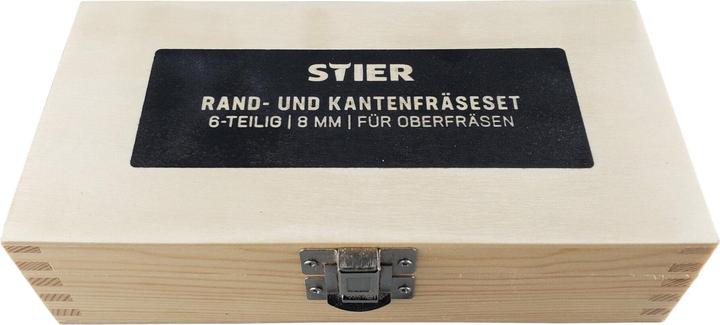 STIER
RAND- UND KANTENFRÄSESET
6-TEILIG | 8 MM | FÜR OBERFRÄSEN